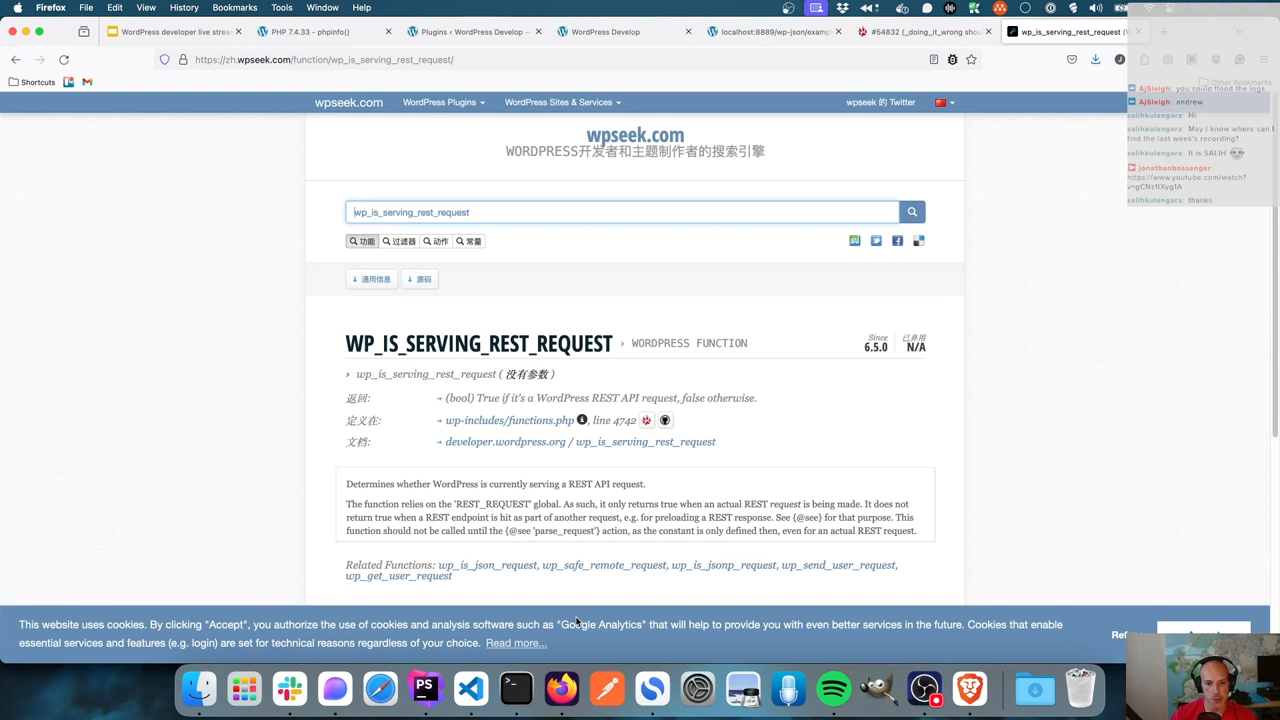 Firefox File Edit View History Bookmarks Tools Window Help
WordPress developer live strea
PHP 7.4.33 - phpinfo()
Plugins ‹ WordPress Develop —
WordPress Develop
localhost:8889/wp-json/exam
#54832 (_doing_it_wrong shou
wp_is_serving_rest_request (
https://zh.wpseek.com/function/wp_is_serving_rest_request/
Shortcuts
Other Bookmarks
wpseek.com WordPress Plugins WordPress Sites & Services wpseek 的 Twitter
AjSleigh: you could flood the logs
AjSleigh: andrew
salihkulangara: Hi
salihkulangara: May I know where can I
find the last week's recording?
salihkulangara: It is SALIH
jonathanbossenger:
https://www.youtube.com/watch?
salihkulangara: thanks
wpseek.com
WORDPRESS开发者和主题制作者的搜索引擎
wp_is_serving_rest_request
功能 过滤器 动作 常量
↓ 通用信息 ↓ 源码
WP_IS_SERVING_REST_REQUEST › WORDPRESS FUNCTION
Since
6.5.0
已弃用
N/A
› wp_is_serving_rest_request ( 没有参数 )
返回: → (bool) True if it's a WordPress REST API request, false otherwise.
定义在: → wp-includes/functions.php , line 4742
文档: → developer.wordpress.org / wp_is_serving_rest_request
Determines whether WordPress is currently serving a REST API request.
The function relies on the 'REST_REQUEST' global. As such, it only returns true when an actual REST request is being made. It does not
return true when a REST endpoint is hit as part of another request, e.g. for preloading a REST response. See {@see} for that purpose. This
function should not be called until the {@see 'parse_request'} action, as the constant is only defined then, even for an actual REST request.
Related Functions: wp_is_json_request, wp_safe_remote_request, wp_is_jsonp_request, wp_send_user_request,
wp_get_user_request
This website uses cookies. By clicking "Accept", you authorize the use of cookies and analysis software such as "Google Analytics" that will help to provide you with even better services in the future. Cookies that enable
essential services and features (e.g. login) are set for technical reasons regardless of your choice. Read more...
Ref
PS